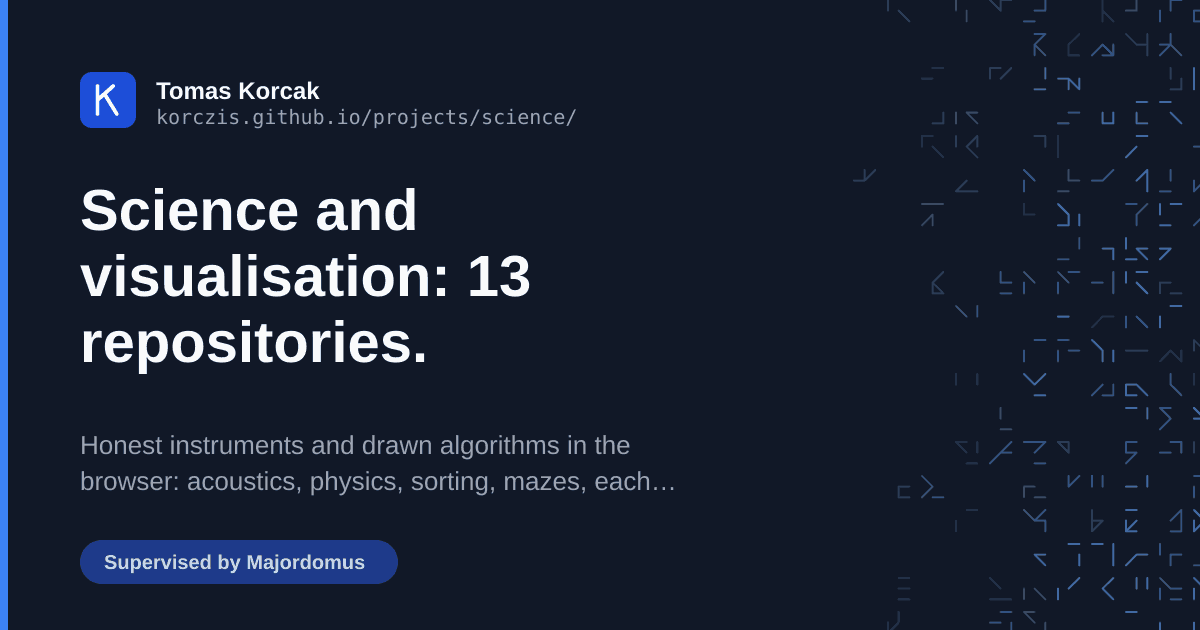 Tomas Korcak
korczis.github.io/projects/science/
Science and
visualisation: 13
repositories.
Honest instruments and drawn algorithms in the
browser: acoustics, physics, sorting, mazes, each…
Supervised by Majordomus